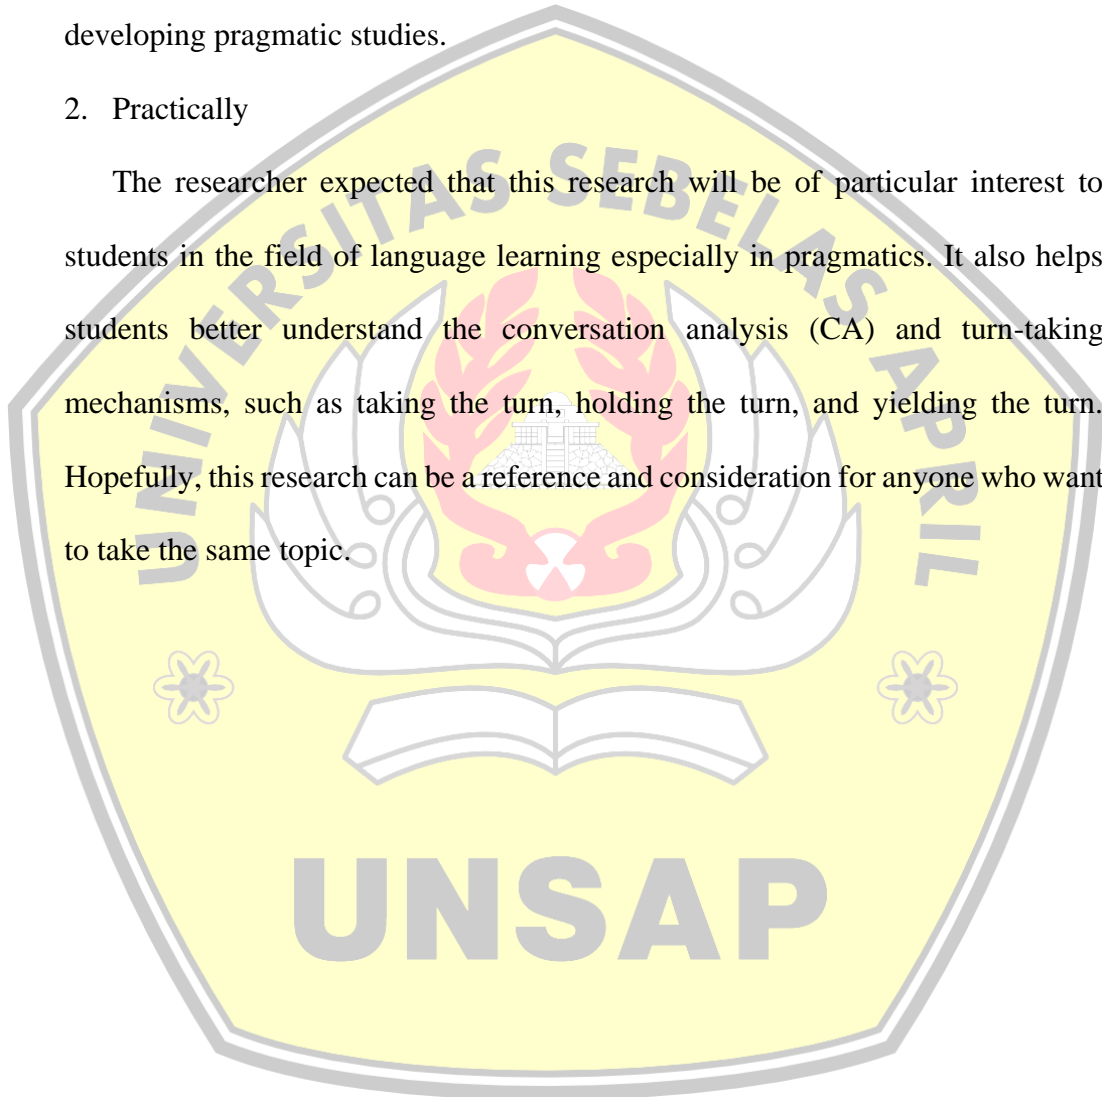 developing pragmatic studies.
2. Practically
The researcher expected that this research will be of particular interest to
students in the field of language learning especially in pragmatics. It also helps
students better understand the conversation analysis (CA) and turn-taking
mechanisms, such as taking the turn, holding the turn, and yielding the turn.
Hopefully, this research can be a reference and consideration for anyone who want
to take the same topic.
UNIVERSITAS SEBELAS APRIL
UNSAP